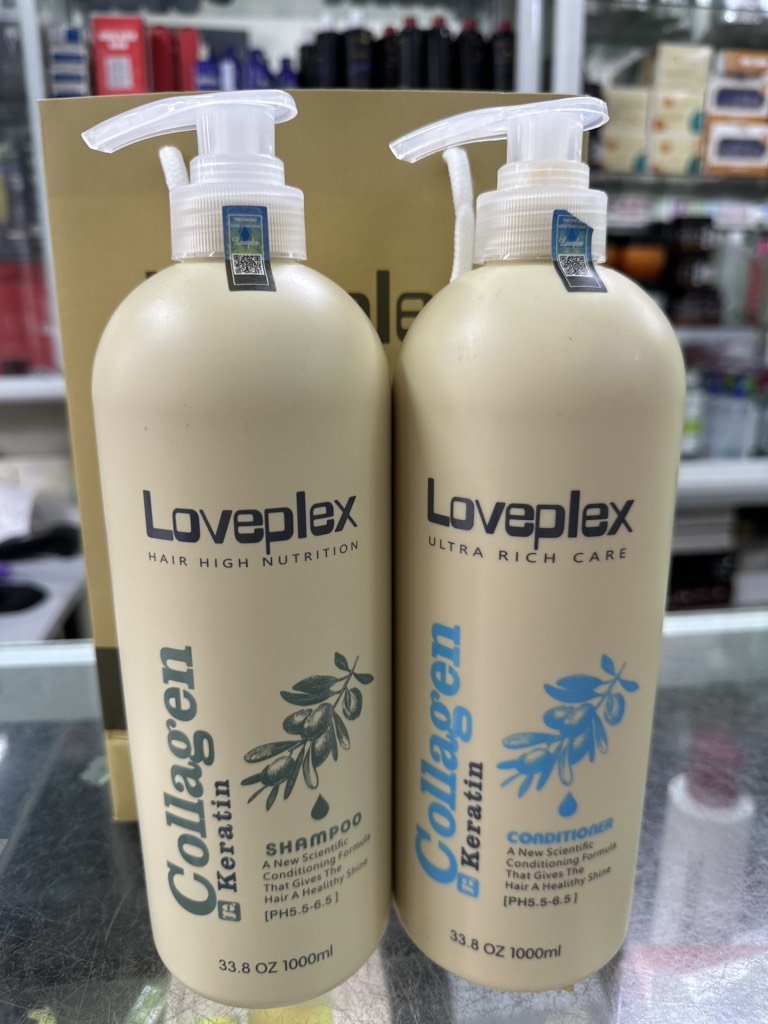 Loveplex
HAIR HIGH NUTRITION
Collagen
Keratin
SHAMPOO
A New Scientific
Conditioning Formula
That Gives The
Hair A Healthy Shine
[PH5.5-6.5]
33.8 OZ 1000ml
Loveplex
ULTRA RICH CARE
Collagen
Keratin
CONDITIONER
A New Scientific
Conditioning Formula
That Gives The
Hair A Healthy Shine
[PH5.5-6.5]
33.8 OZ 1000ml
Loveplex
Loveplex